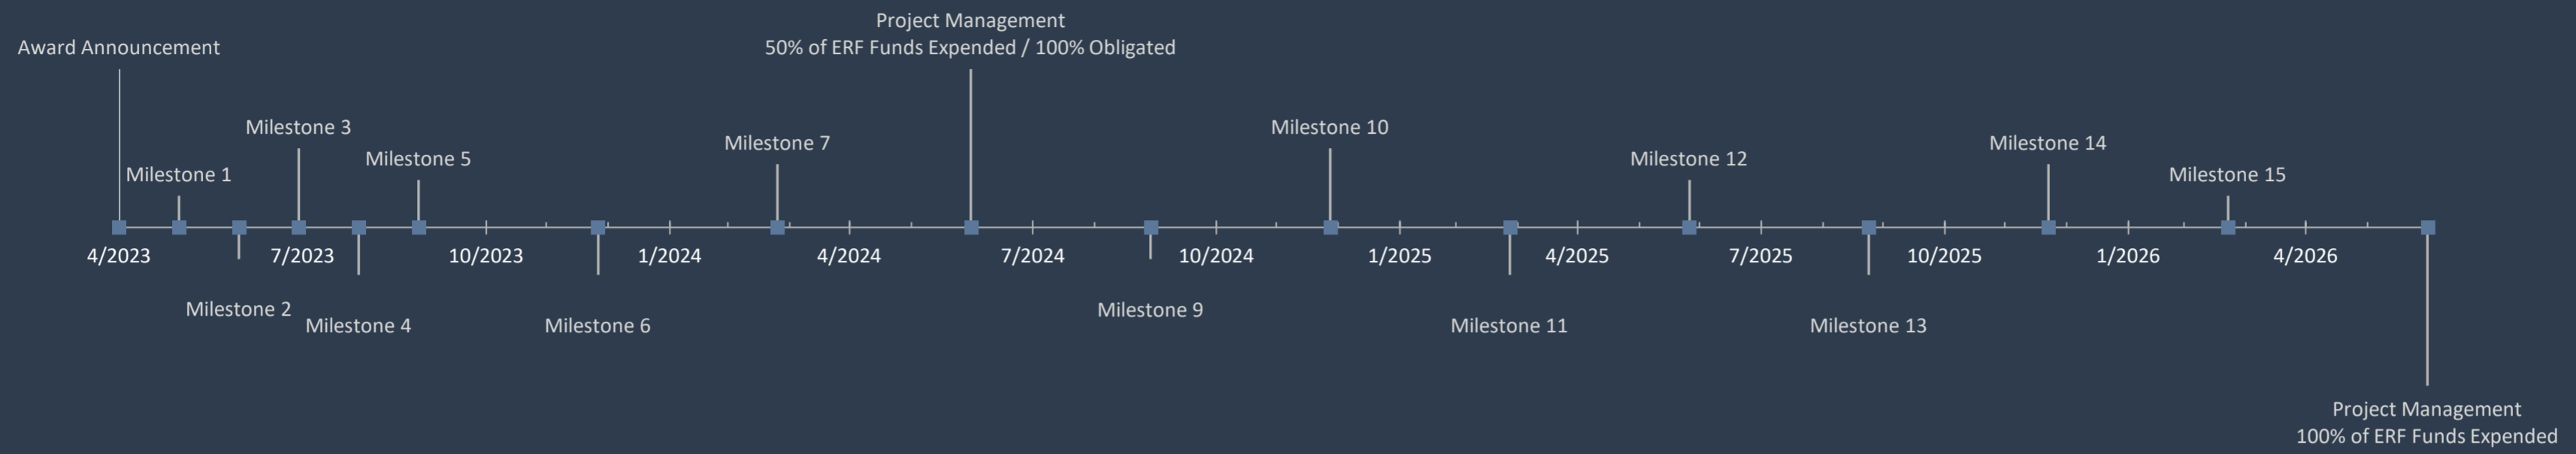 Project Management
Award Announcement
50% of ERF Funds Expended / 100% Obligated
Milestone 3
Milestone 10
Milestone 7
Milestone 14
Milestone 5
Milestone 12
Milestone 1
Milestone 15
4/2023
7/2023
10/2023
1/2024
4/2024
7/2024
10/2024
1/2025
4/2025
7/2025
10/2025
1/2026
4/2026
Milestone 2
Milestone 9
Milestone 4
Milestone 6
Milestone 11
Milestone 13
Project Management
100% of ERF Funds Expended